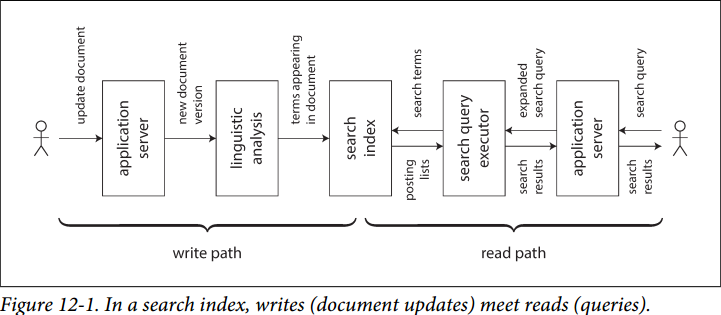 update document
application
server
new document
version
linguistic
analysis
terms appearing
in document
search
index
search terms
posting
lists
search query
executor
expanded
search query
search
results
application
server
search query
search
results
write path
read path
Figure 12-1. In a search index, writes (document updates) meet reads (queries).